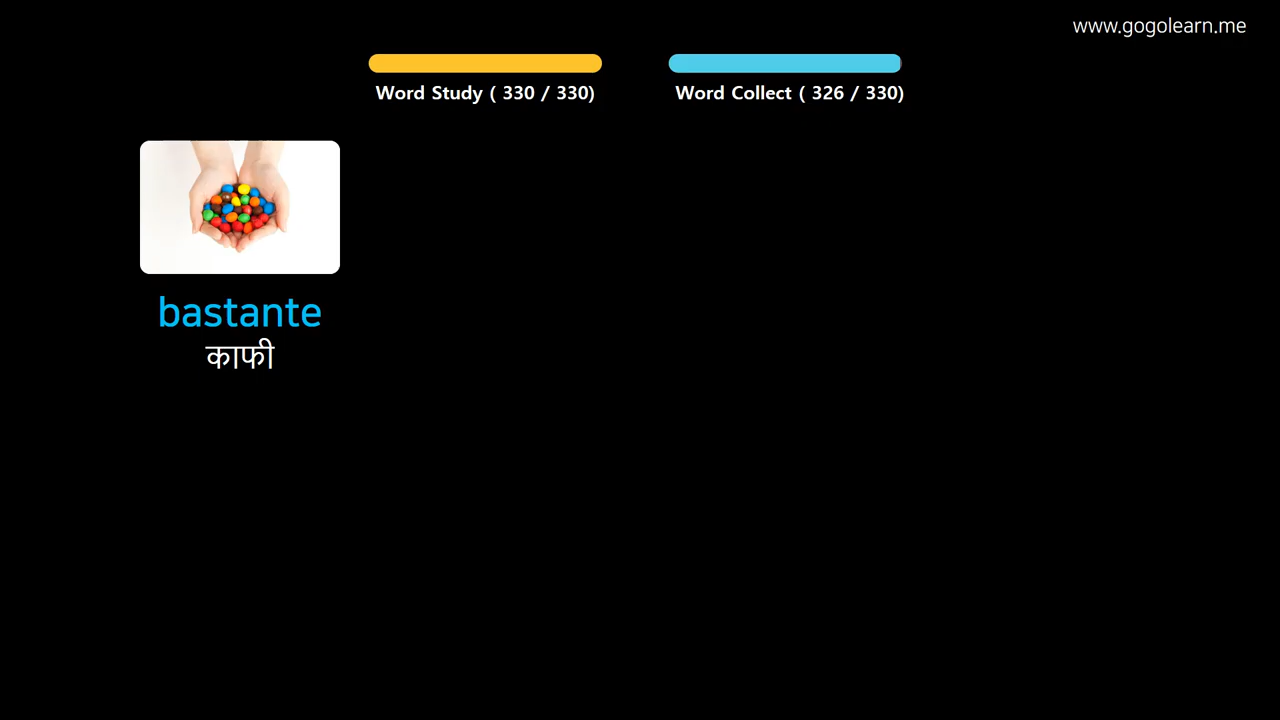 www.gogolearn.me
Word Study ( 330 / 330)
Word Collect ( 326 / 330)
bastante
काफी